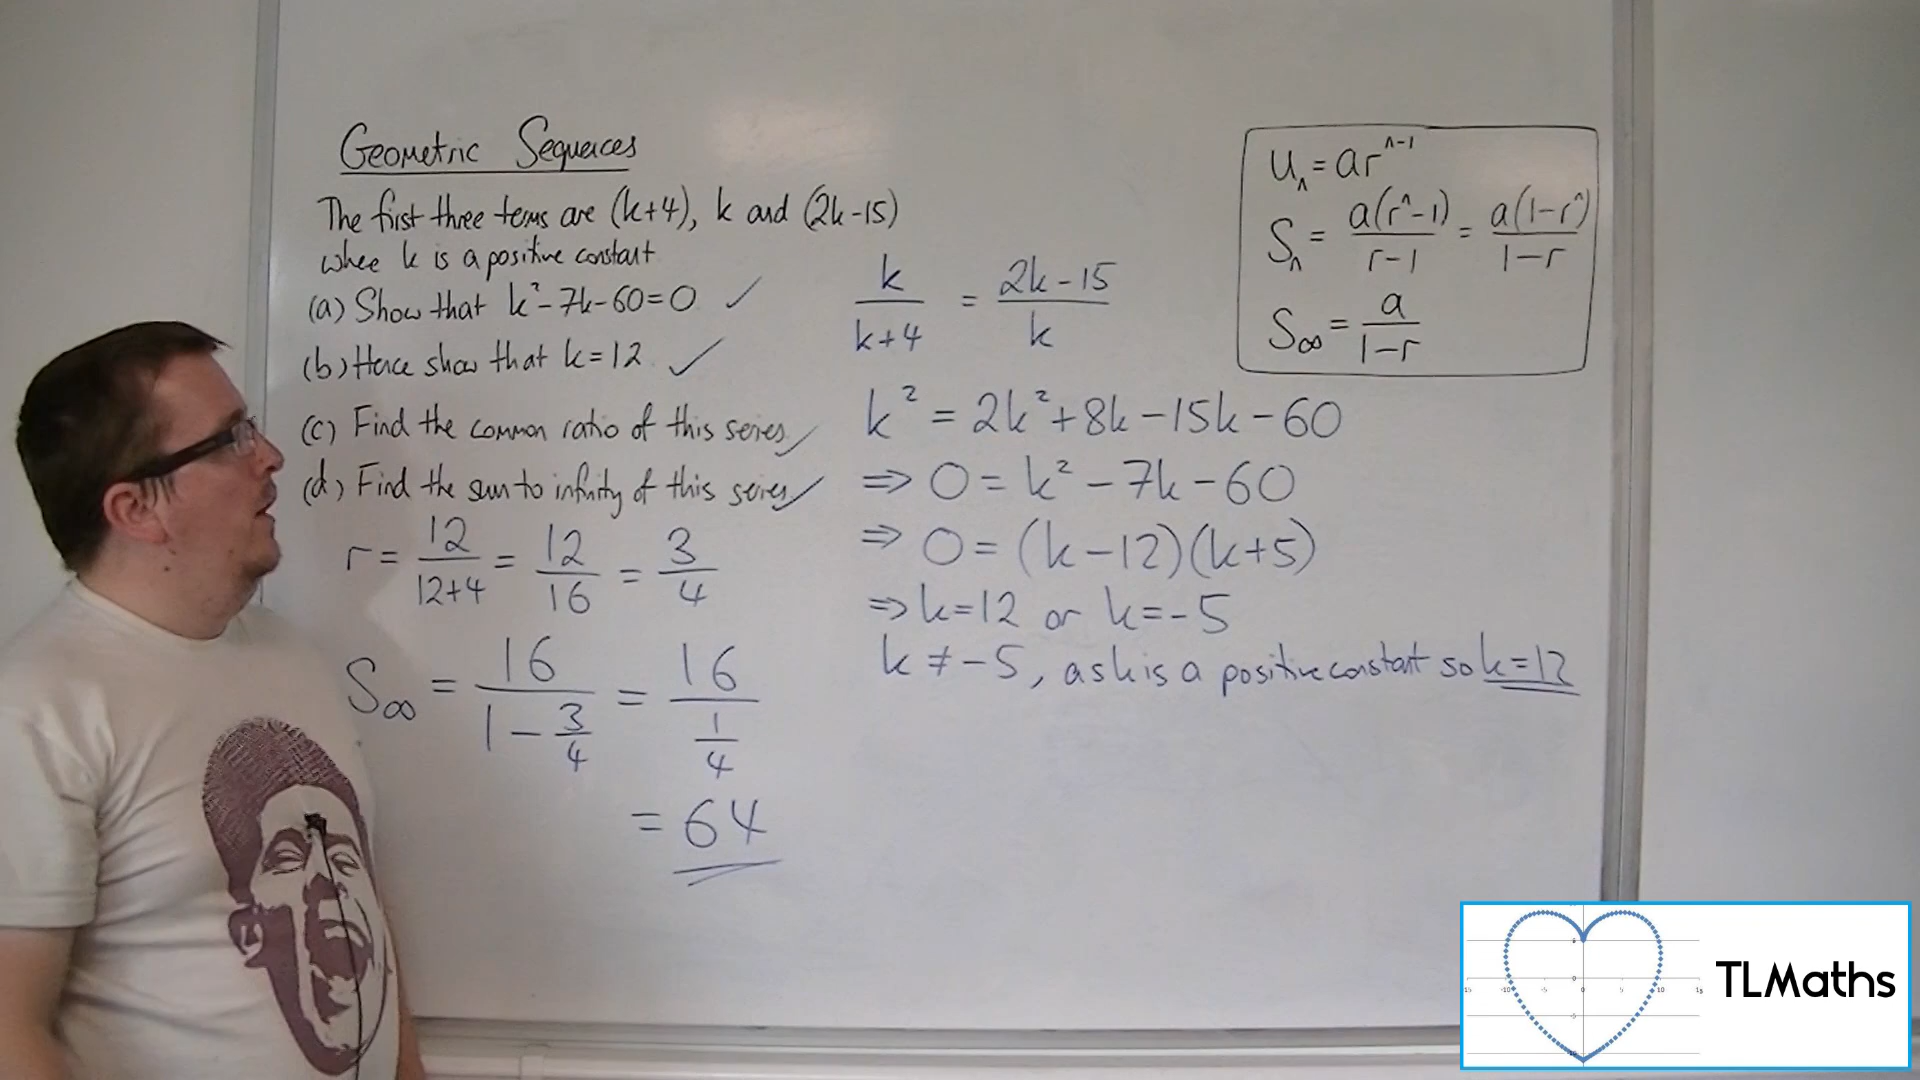 Geometric Sequences
The first three terms are (k+4), k and (2k-15)
where k is a positive constant
(a) Show that k²-7k-60=0 ✓
(b) Hence show that k=12 ✓
(c) Find the common ratio of this series ✓
(d) Find the sum to infinity of this series ✓
r = 12/(12+4) = 12/16 = 3/4
S∞ = 16/(1-3/4) = 16/(1/4)
= 64
k/(k+4) = (2k-15)/k
k² = 2k²+8k-15k-60
⇒ 0 = k²-7k-60
⇒ 0 = (k-12)(k+5)
⇒ k=12 or k=-5
k ≠ -5, as k is a positive constant so k=12
Uₙ = arⁿ⁻¹
Sₙ = a(rⁿ-1)/(r-1) = a(1-rⁿ)/(1-r)
S∞ = a/(1-r)
TLMaths